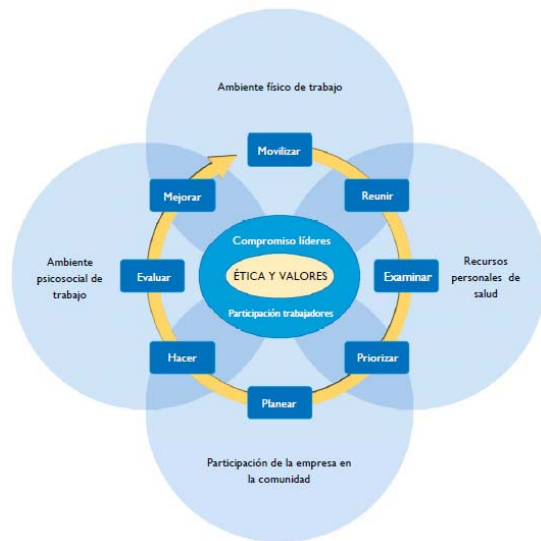 Ambiente físico de trabajo
Movilizar
Mejorar
Reunir
Compromiso líderes
Ambiente
psicosocial de
trabajo
Evaluar
ÉTICA Y VALORES
Examinar
Recursos
personales de
salud
Participación trabajadores
Hacer
Priorizar
Planear
Participación de la empresa en
la comunidad